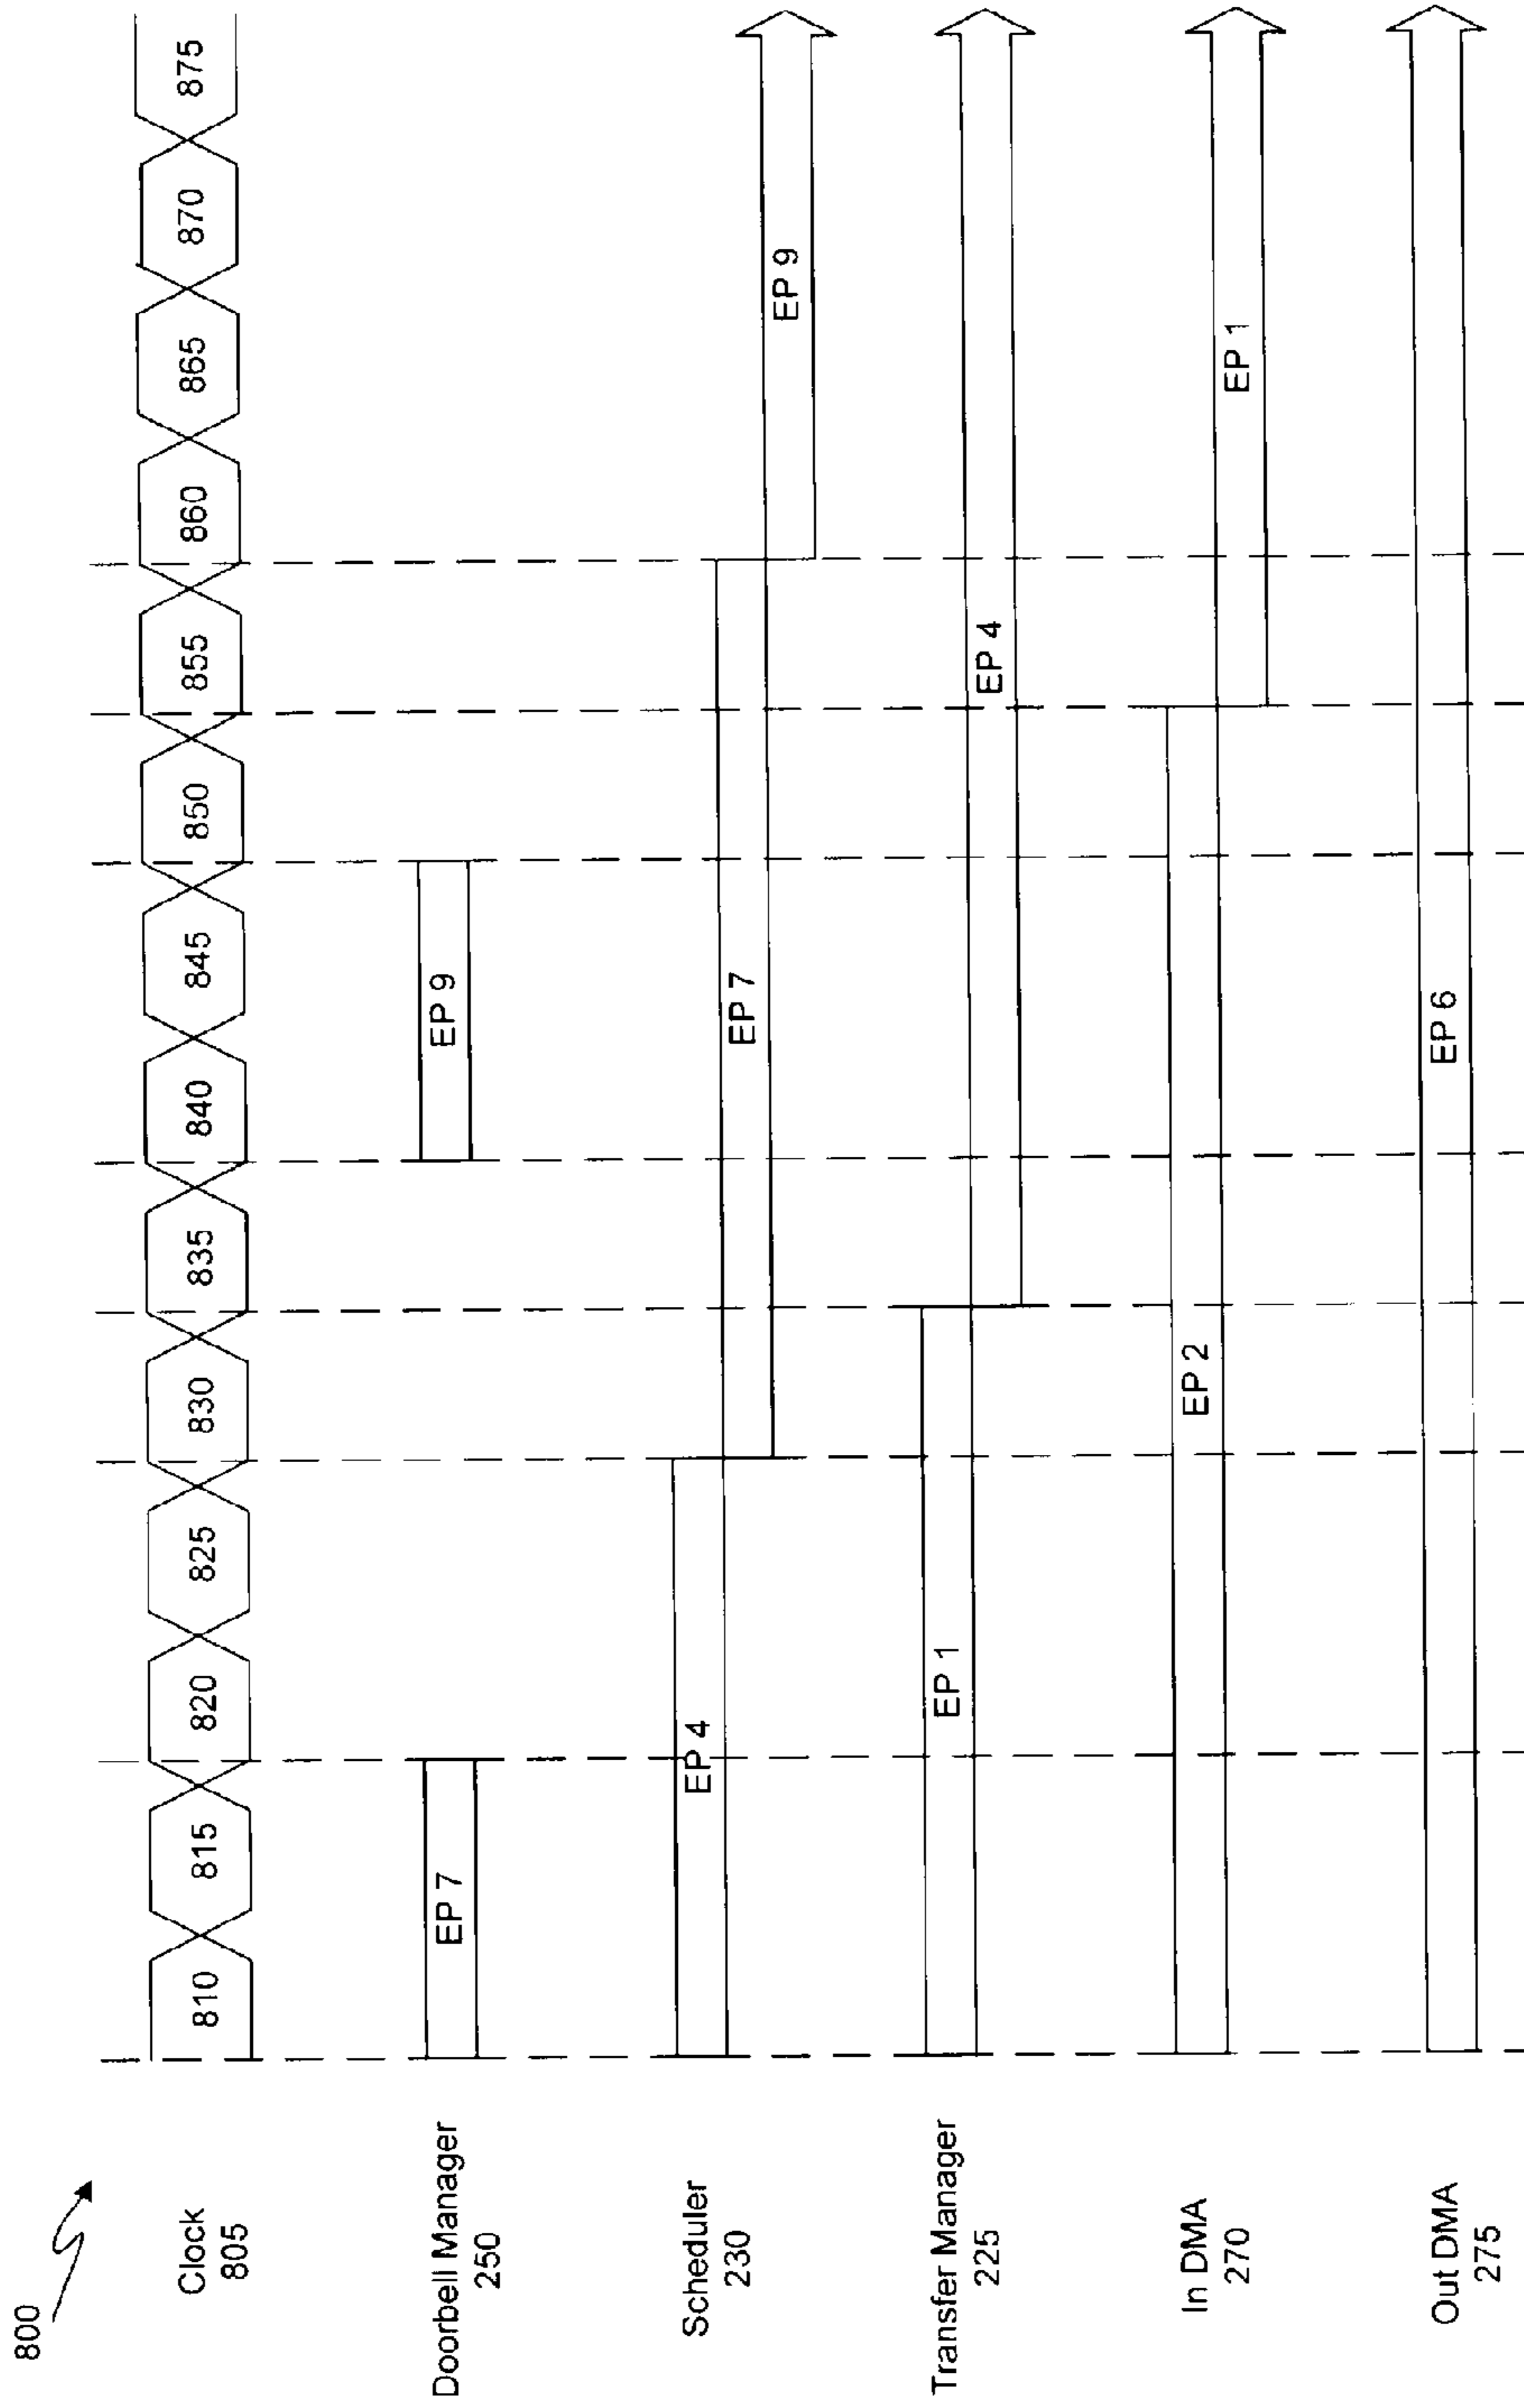 800
Clock
805
810
815
820
825
830
835
840
845
850
855
860
865
870
875
Doorbell Manager
250
EP 7
EP 9
Scheduler
230
EP 4
EP 7
EP 9
Transfer Manager
225
EP 1
EP 4
In DMA
270
EP 2
EP 1
Out DMA
275
EP 6